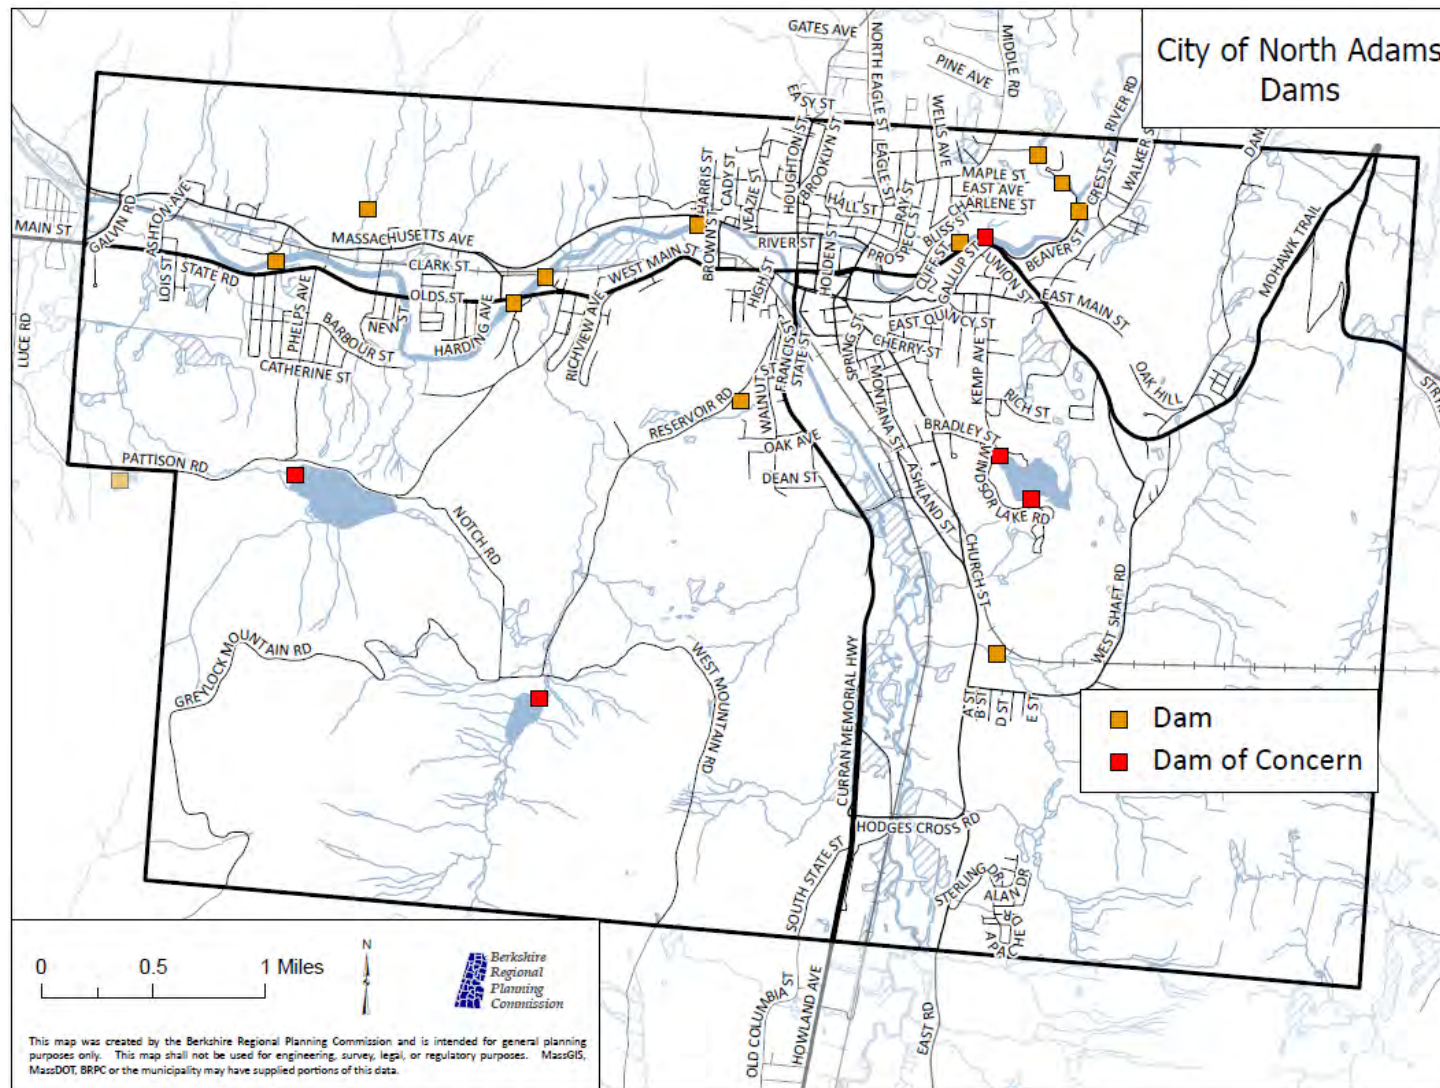 City of North Adams
Dams
GATES AVE
NORTH EAGLE ST
MIDDLE RD
PINE AVE
RIVER RD
EASY ST
WELLS AVE
HOUGHTON ST
BROOKLYN ST
EAGLE ST
WALKER S
DAN
HARRIS ST
CADY ST
VEAZIE ST
MAPLE ST
EAST AVE
ARLENE ST
CREST ST
HALL ST
BLISS ST
GALVIN RD
ASHTON AVE
MAIN ST
MASSACHUSETTS AVE
BROWN ST
RIVER ST
HOLDEN ST
PRO
SPECT ST
CLIFF ST
GALLUP ST
UNION ST
BEAVER ST
MOHAWK TRAIL
LOIS ST
STATE RD
CLARK ST
WEST MAIN ST
HIGH ST
OLDS ST
EAST MAIN ST
LUCE RD
PHELPS AVE
BARBOUR ST
NEW
ST
HARDING AVE
RICHVIEW AVE
EAST QUINCY ST
CHERRY ST
CATHERINE ST
FRANCIS ST
STATE ST
SPRING ST
MONTANA ST
KEMP AVE
OAK HILL
RICH ST
RESERVOIR RD
WALNUT ST
BRADLEY ST
STRY
OAK AVE
PATTISON RD
DEAN ST
ASHLAND ST
WINDSOR LAKE RD
NOTCH RD
CHURCH ST
WEST SHAFT RD
GREYLOCK MOUNTAIN RD
WEST MOUNTAIN RD
CURRAN MEMORIAL HWY
A ST
B ST
D ST
E ST
Dam
Dam of Concern
HODGES CROSS RD
SOUTH STATE ST
STERLING DR
ALAN DR
APACHE DR
OLD COLUMBIA ST
HOWLAND AVE
EAST RD
0 0.5 1 Miles
N
Berkshire
Regional
Planning
Commission
This map was created by the Berkshire Regional Planning Commission and is intended for general planning
purposes only. This map shall not be used for engineering, survey, legal, or regulatory purposes. MassGIS,
MassDOT, BRPC or the municipality may have supplied portions of this data.